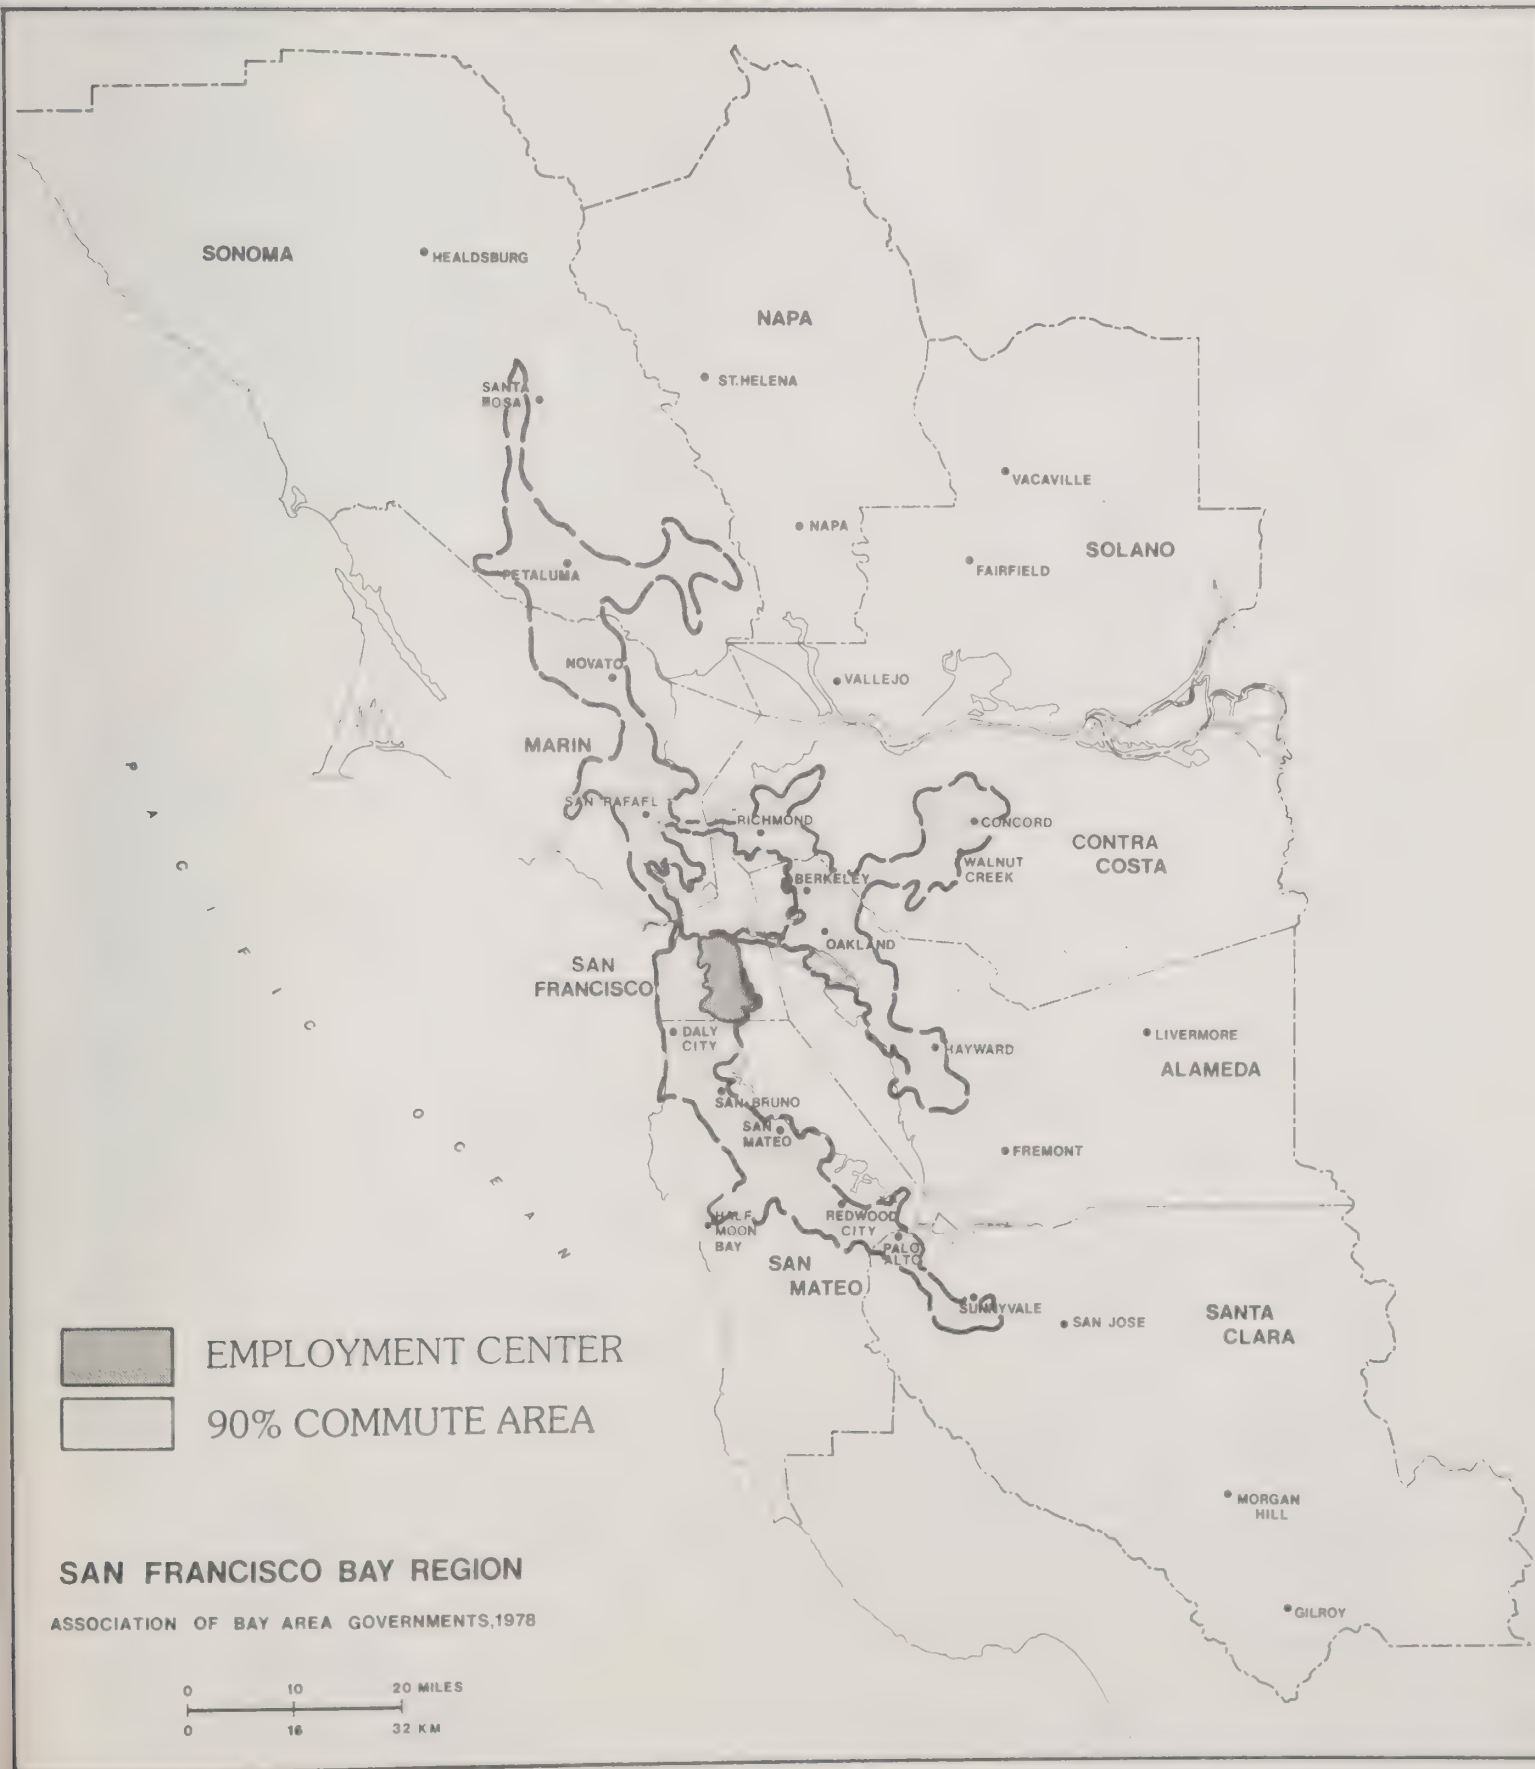 SONOMA
HEALDSBURG
NAPA
ST.HELENA
SANTA
ROSA
VACAVILLE
NAPA
SOLANO
FAIRFIELD
PETALUMA
NOVATO
VALLEJO
MARIN
SAN RAFAEL
RICHMOND
CONCORD
CONTRA
COSTA
WALNUT
CREEK
BERKELEY
OAKLAND
SAN
FRANCISCO
PACIFIC
OCEAN
DALY
CITY
HAYWARD
LIVERMORE
ALAMEDA
SAN BRUNO
SAN
MATEO
FREMONT
HALF
MOON
BAY
REDWOOD
CITY
PALO
ALTO
SAN
MATEO
SUNNYVALE
SAN JOSE
SANTA
CLARA
EMPLOYMENT CENTER
90% COMMUTE AREA
MORGAN
HILL
GILROY
SAN FRANCISCO BAY REGION
ASSOCIATION OF BAY AREA GOVERNMENTS,1978
0 10 20 MILES
0 16 32 KM